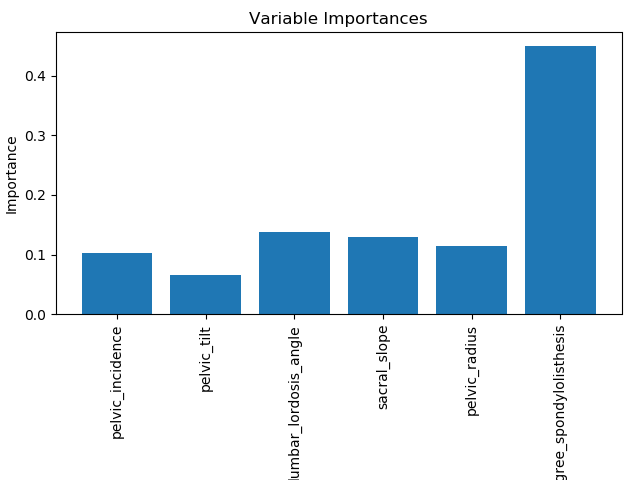 Variable Importances
Importance
0.4
0.3
0.2
0.1
0.0
pelvic_incidence
pelvic_tilt
lumbar_lordosis_angle
sacral_slope
pelvic_radius
gree_spondylolisthesis